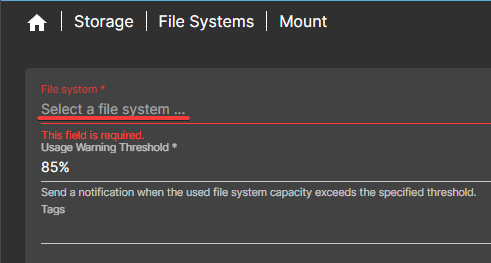 Storage | File Systems | Mount
File system *
Select a file system ...
This field is required.
Usage Warning Threshold *
85%
Send a notification when the used file system capacity exceeds the specified threshold.
Tags